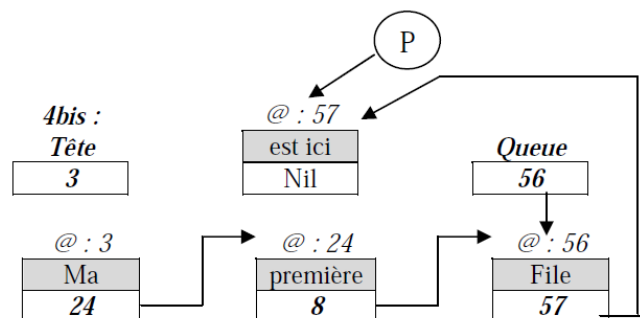 P
4bis :
Tête
3
@ : 57
est ici
Nil
Queue
56
@ : 3
Ma
24
@ : 24
première
8
@ : 56
File
57